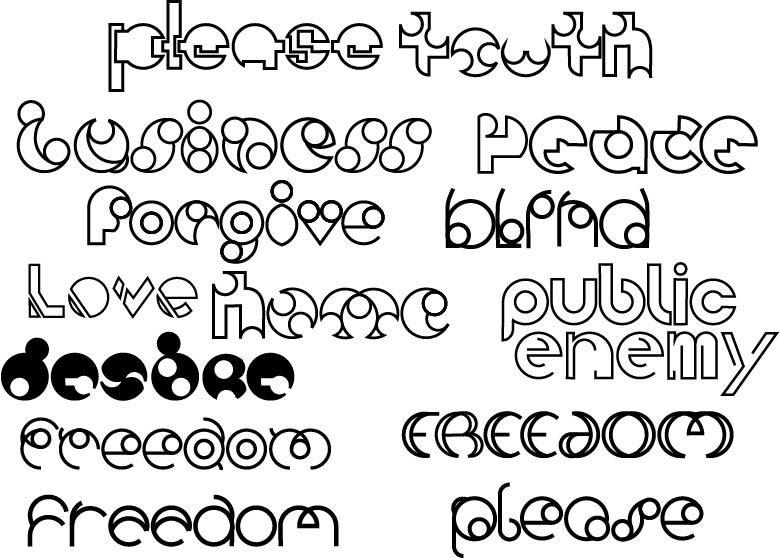 please truth
business peace
forgive blind
Love home public
enemy
desire
freedom FREEDOM
freedom please